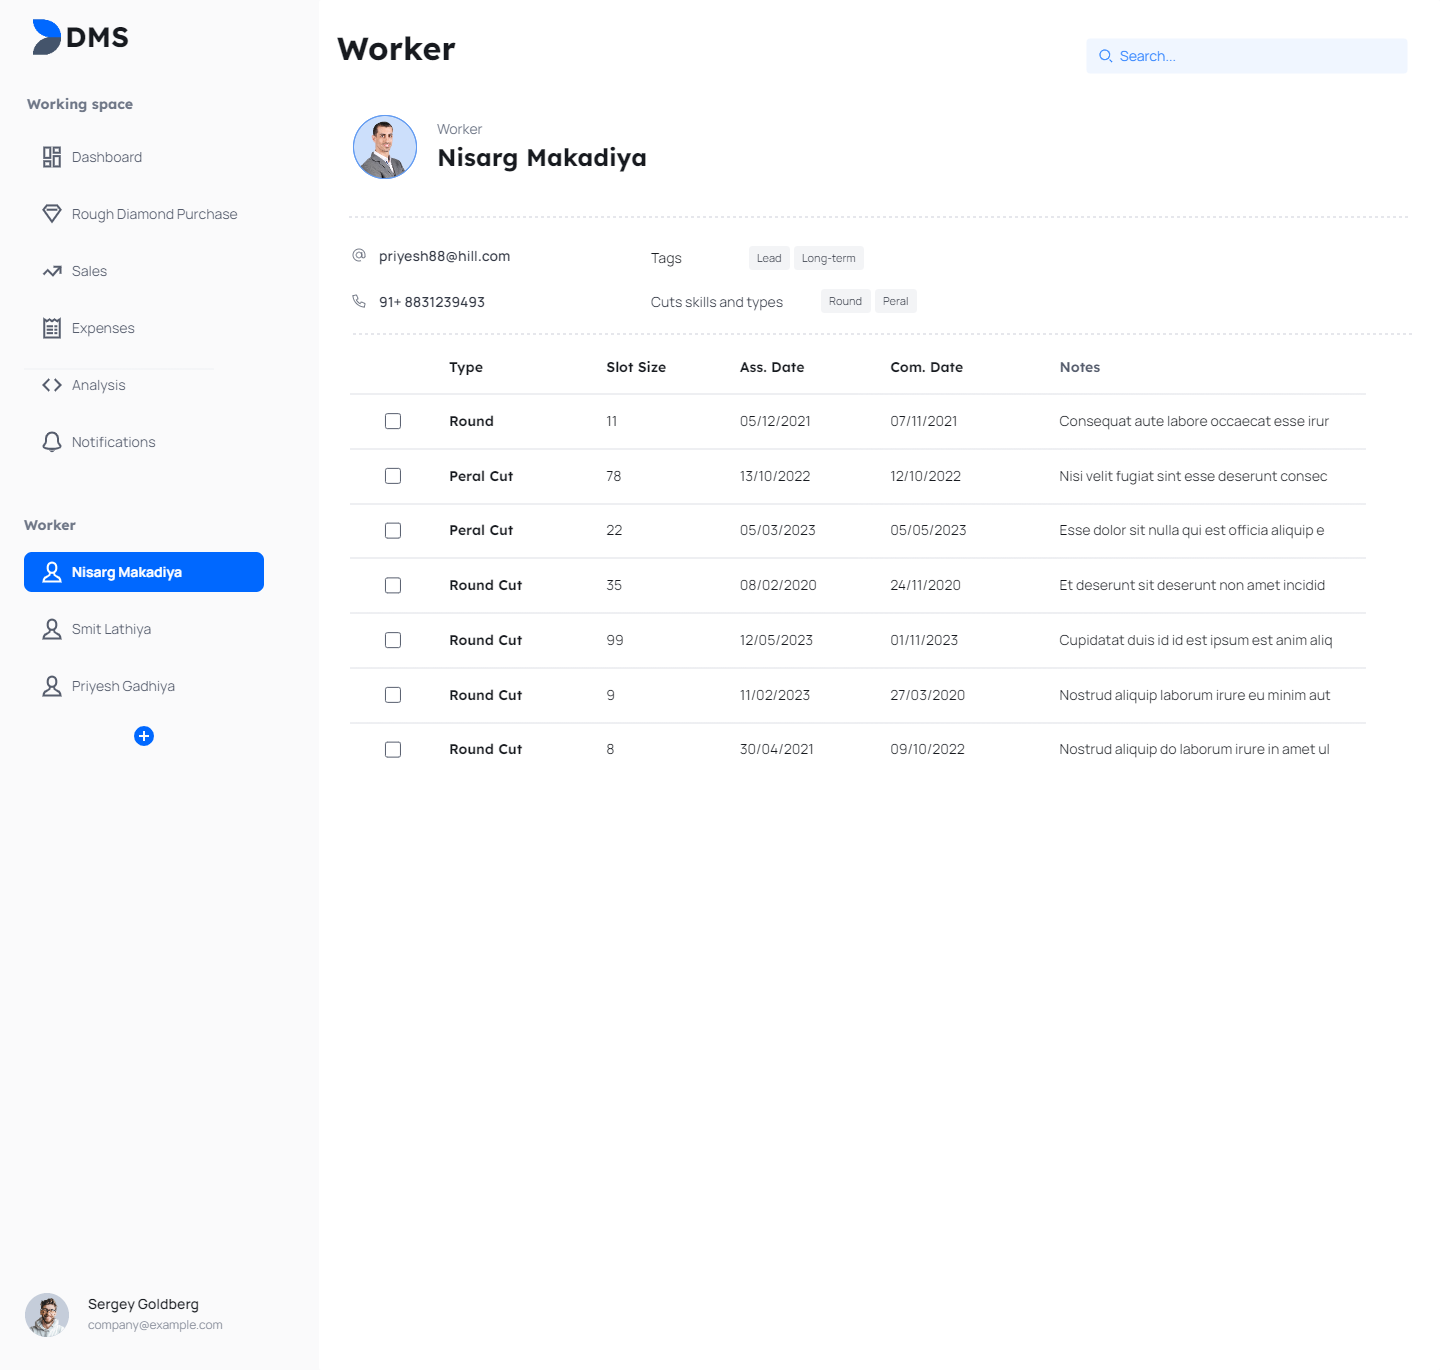 DMS
Working space
Dashboard
Rough Diamond Purchase
Sales
Expenses
Analysis
Notifications
Worker
Nisarg Makadiya
Smit Lathiya
Priyesh Gadhiya
Sergey Goldberg
company@example.com
Worker
Search...
Worker
Nisarg Makadiya
priyesh88@hill.com
Tags Lead Long-term
91+ 8831239493
Cuts skills and types Round Peral
Type Slot Size Ass. Date Com. Date Notes
Round 11 05/12/2021 07/11/2021 Consequat aute labore occaecat esse irur
Peral Cut 78 13/10/2022 12/10/2022 Nisi velit fugiat sint esse deserunt consec
Peral Cut 22 05/03/2023 05/05/2023 Esse dolor sit nulla qui est officia aliquip e
Round Cut 35 08/02/2020 24/11/2020 Et deserunt sit deserunt non amet incidid
Round Cut 99 12/05/2023 01/11/2023 Cupidatat duis id id est ipsum est anim aliq
Round Cut 9 11/02/2023 27/03/2020 Nostrud aliquip laborum irure eu minim aut
Round Cut 8 30/04/2021 09/10/2022 Nostrud aliquip do laborum irure in amet ul